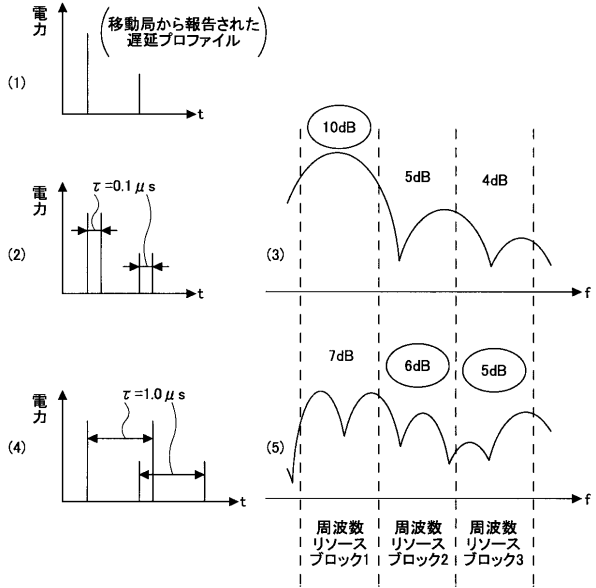 電力
移動局から報告された
遅延プロファイル
(1)
t
電力
τ=0.1μs
(2)
t
10dB
5dB
4dB
(3)
f
電力
τ=1.0μs
(4)
t
7dB
6dB
5dB
(5)
f
周波数
リソース
ブロック1
周波数
リソース
ブロック2
周波数
リソース
ブロック3